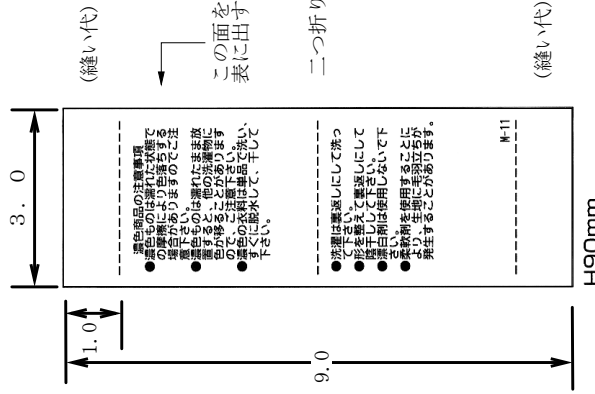 (縫い代)
この面を
表に出す
二つ折り
(縫い代)
3.0
1.0
9.0
濃色商品の注意事項
●濃色ものは濡れた状態で
の摩擦により色落ちする
場合がありますのでご注
意下さい。
●濃色ものは濡れたまま放
置すると、他の洗濯物に
色が移ることがあります
ので、ご注意下さい。
●濃色の衣料は単品で洗い、
すぐに脱水して、干して
下さい。
●洗濯は裏返しにして洗っ
て下さい。
●形を整え、裏返しにして
陰干しして下さい。
●漂白剤は使用しないで下
さい。
●柔軟剤を使用することに
より、生地に毛羽立ちが
発生することがあります。
M-11
H90mm